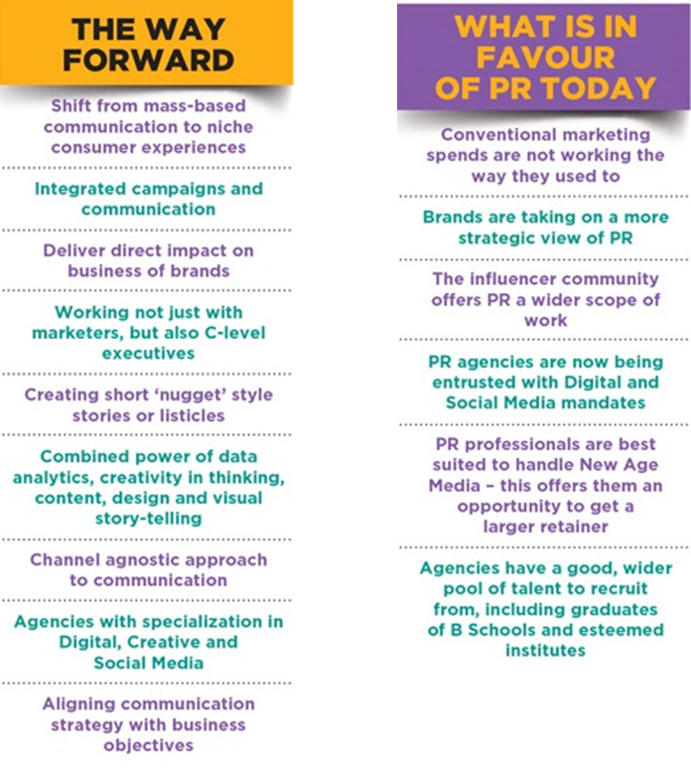 THE WAY
FORWARD
Shift from mass-based
communication to niche
consumer experiences
Integrated campaigns and
communication
Deliver direct impact on
business of brands
Working not just with
marketers, but also C-level
executives
Creating short ‘nugget’ style
stories or listicles
Combined power of data
analytics, creativity in thinking,
content, design and visual
story-telling
Channel agnostic approach
to communication
Agencies with specialization in
Digital, Creative and
Social Media
Aligning communication
strategy with business
objectives
WHAT IS IN
FAVOUR
OF PR TODAY
Conventional marketing
spends are not working the
way they used to
Brands are taking on a more
strategic view of PR
The influencer community
offers PR a wider scope of
work
PR agencies are now being
entrusted with Digital and
Social Media mandates
PR professionals are best
suited to handle New Age
Media – this offers them an
opportunity to get a
larger retainer
Agencies have a good, wider
pool of talent to recruit
from, including graduates
of B Schools and esteemed
institutes